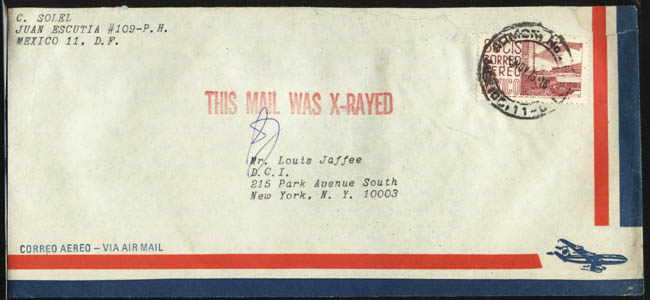 C. SOLEL
JUAN ESCUTIA #109-P.H.
MEXICO 11, D.F.
CORREO
AEREO
THIS MAIL WAS X-RAYED
Mr. Louis Jaffee
D.C.I.
215 Park Avenue South
New York, N. Y. 10003
CORREO AEREO – VIA AIR MAIL